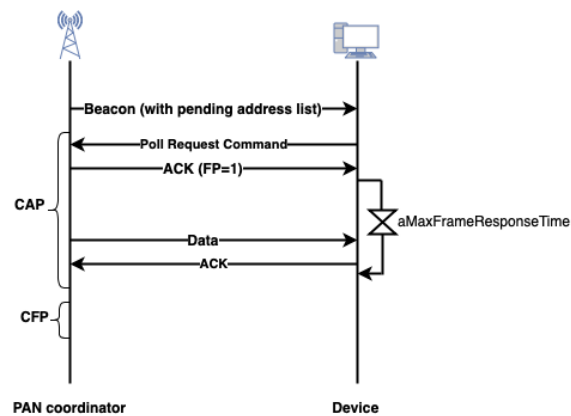 Beacon (with pending address list)
Poll Request Command
ACK (FP=1)
CAP
aMaxFrameResponseTime
Data
ACK
CFP
PAN coordinator
Device